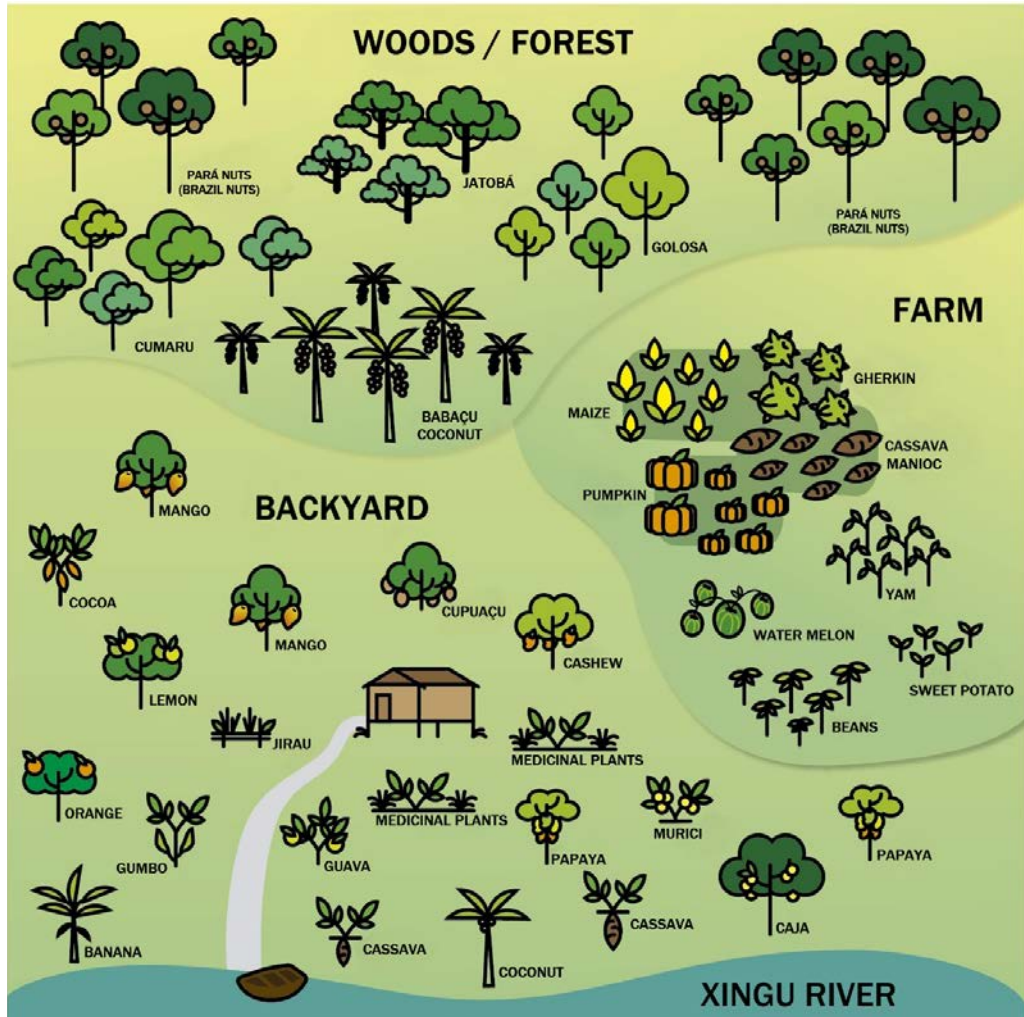 WOODS / FOREST
PARÁ NUTS
(BRAZIL NUTS)
JATOBÁ
GOLOSA
PARÁ NUTS
(BRAZIL NUTS)
CUMARU
BABAÇU
COCONUT
FARM
GHERKIN
MAIZE
CASSAVA
MANIOC
PUMPKIN
YAM
WATER MELON
SWEET POTATO
BEANS
BACKYARD
MANGO
COCOA
MANGO
CUPUAÇU
CASHEW
LEMON
JIRAU
MEDICINAL PLANTS
ORANGE
MEDICINAL PLANTS
MURICI
GUMBO
GUAVA
PAPAYA
PAPAYA
BANANA
CASSAVA
COCONUT
CASSAVA
CAJA
XINGU RIVER